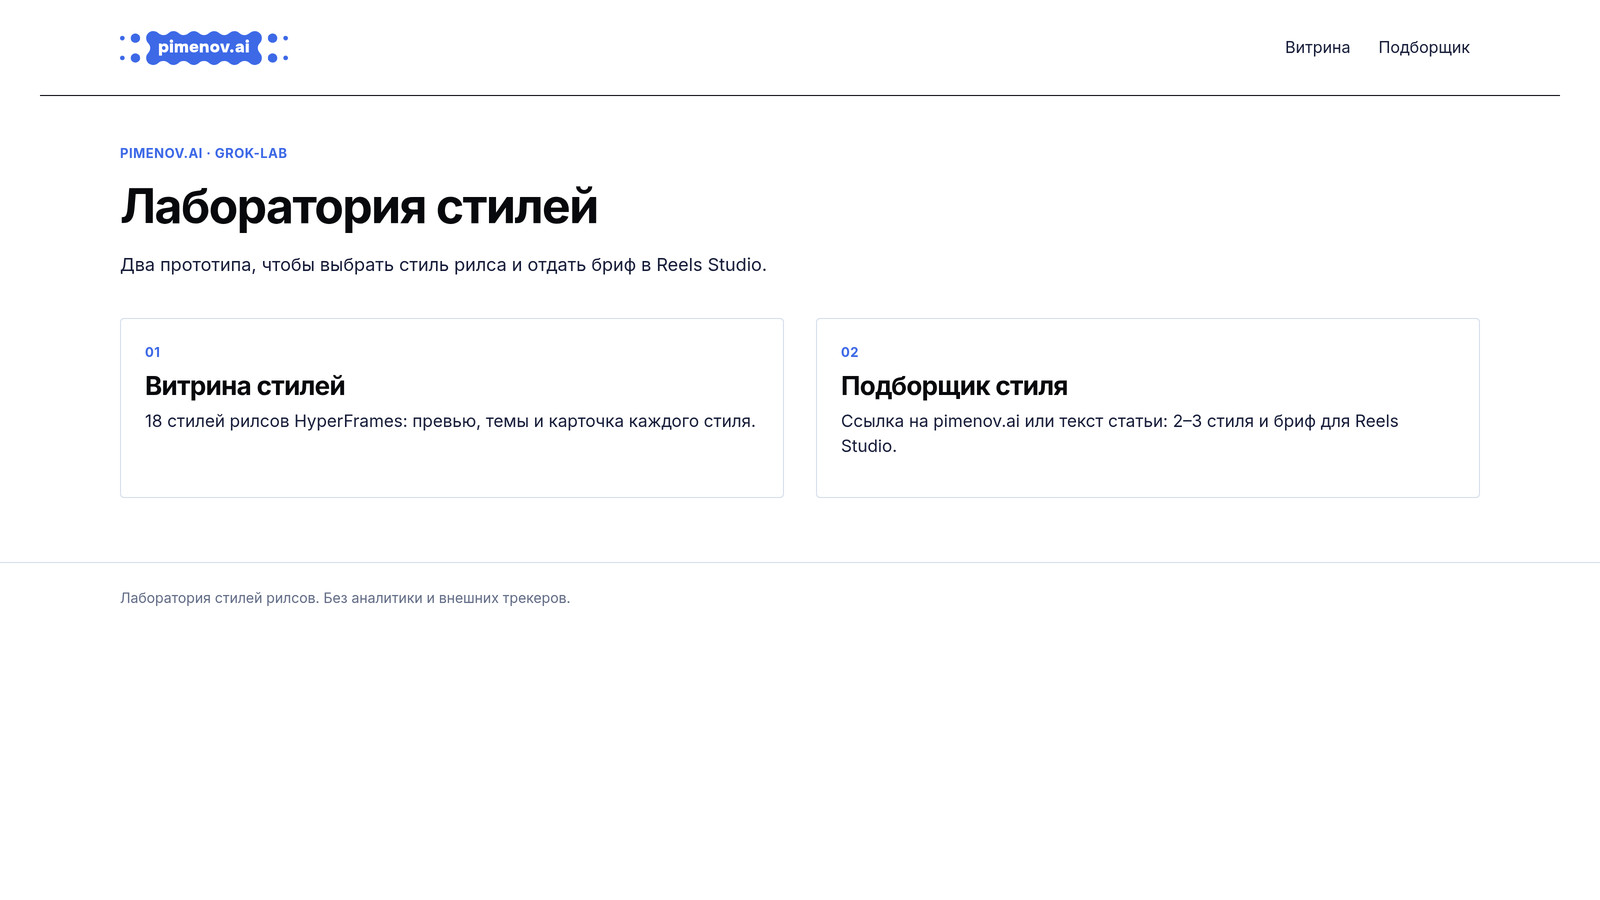 pimenov.ai
Витрина
Подборщик
PIMENOV.AI · GROK-LAB
Лаборатория стилей
Два прототипа, чтобы выбрать стиль рилса и отдать бриф в Reels Studio.
01
Витрина стилей
18 стилей рилсов HyperFrames: превью, темы и карточка каждого стиля.
02
Подборщик стиля
Ссылка на pimenov.ai или текст статьи: 2–3 стиля и бриф для Reels
Studio.
Лаборатория стилей рилсов. Без аналитики и внешних трекеров.